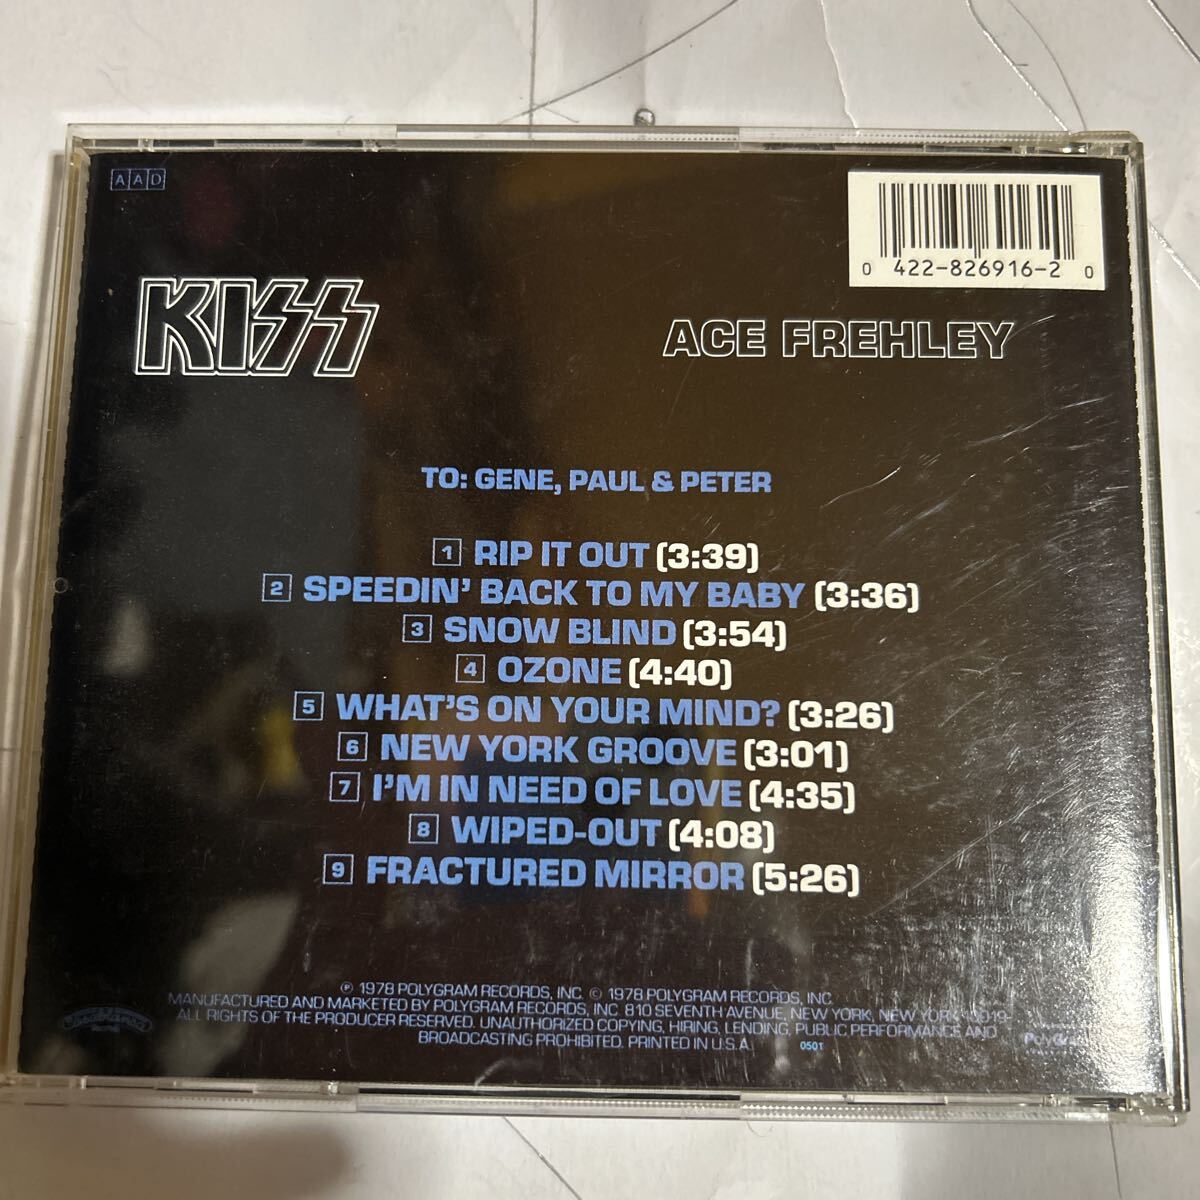 AAD
0 422-826916-2 0
KISS
ACE FREHLEY
TO: GENE, PAUL & PETER
1 RIP IT OUT (3:39)
2 SPEEDIN' BACK TO MY BABY (3:36)
3 SNOW BLIND (3:54)
4 OZONE (4:40)
5 WHAT'S ON YOUR MIND? (3:26)
6 NEW YORK GROOVE (3:01)
7 I'M IN NEED OF LOVE (4:35)
8 WIPED-OUT (4:08)
9 FRACTURED MIRROR (5:26)
℗ 1978 POLYGRAM RECORDS, INC. © 1978 POLYGRAM RECORDS, INC.
MANUFACTURED AND MARKETED BY POLYGRAM RECORDS, INC. 810 SEVENTH AVENUE, NEW YORK, NEW YORK 10019-
ALL RIGHTS OF THE PRODUCER RESERVED. UNAUTHORIZED COPYING, HIRING, LENDING, PUBLIC PERFORMANCE AND
BROADCASTING PROHIBITED. PRINTED IN U.S.A. 0501